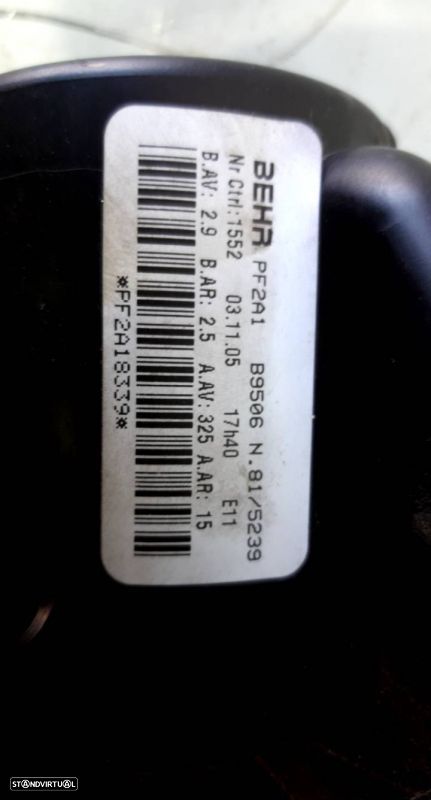 BEHR PF2A1 B9506 N.81/5239
Nr Ctrl:1552 03.11.05 17h40 E11
B.AV: 2.9 B.AR: 2.5 A.AV: 325 A.AR: 15
*PF2A18339*
STANDVIRTUAL